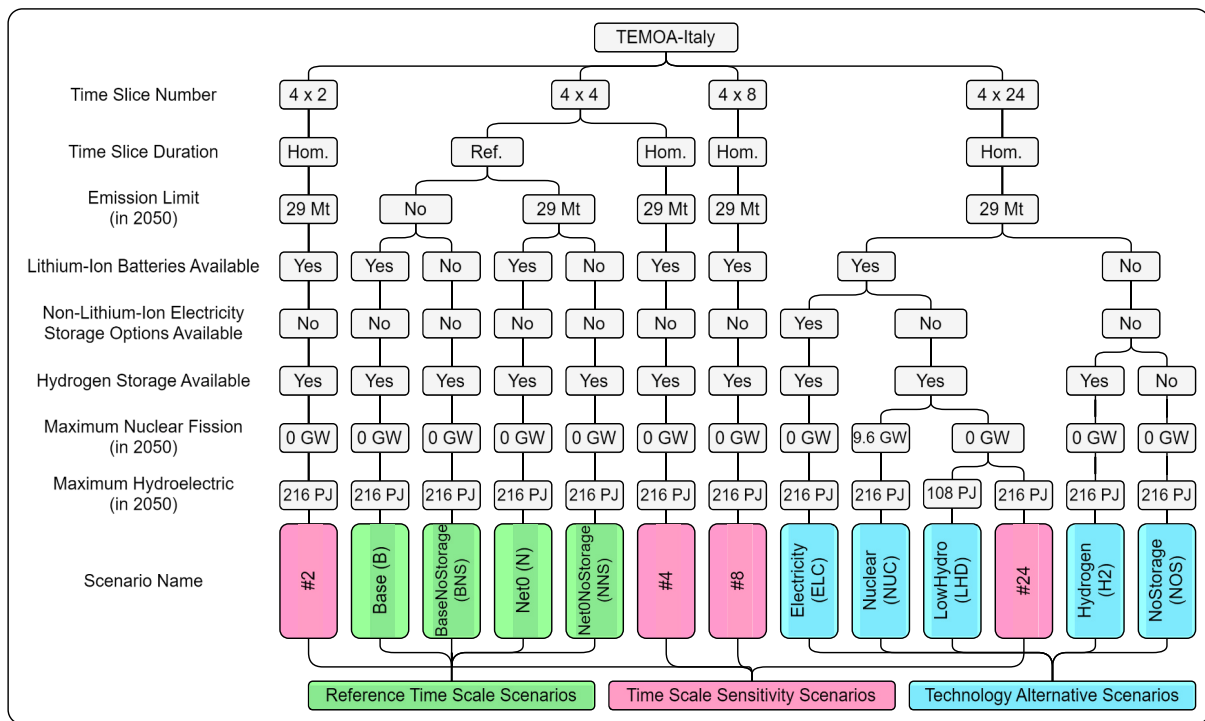 TEMOA-Italy
Time Slice Number
4 x 2
4 x 4
4 x 8
4 x 24
Time Slice Duration
Hom.
Ref.
Hom.
Hom.
Hom.
Emission Limit
(in 2050)
29 Mt
No
29 Mt
29 Mt
29 Mt
29 Mt
Lithium-Ion Batteries Available
Yes
Yes
No
Yes
No
Yes
Yes
Yes
No
Non-Lithium-Ion Electricity
Storage Options Available
No
No
No
No
No
No
No
Yes
No
No
Hydrogen Storage Available
Yes
Yes
Yes
Yes
Yes
Yes
Yes
Yes
Yes
Yes
No
Maximum Nuclear Fission
(in 2050)
0 GW
0 GW
0 GW
0 GW
0 GW
0 GW
0 GW
0 GW
9.6 GW
0 GW
0 GW
0 GW
Maximum Hydroelectric
(in 2050)
216 PJ
216 PJ
216 PJ
216 PJ
216 PJ
216 PJ
216 PJ
216 PJ
216 PJ
108 PJ
216 PJ
216 PJ
216 PJ
Scenario Name
#2
Base (B)
BaseNoStorage
(BNS)
Net0 (N)
Net0NoStorage
(NNS)
#4
#8
Electricity
(ELC)
Nuclear
(NUC)
LowHydro
(LHD)
#24
Hydrogen
(H2)
NoStorage
(NOS)
Reference Time Scale Scenarios
Time Scale Sensitivity Scenarios
Technology Alternative Scenarios